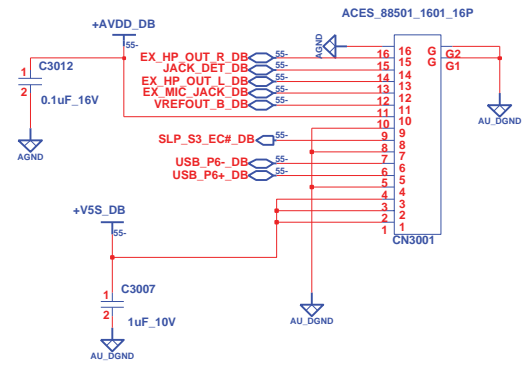 ACES_88501_1601_16P
+AVDD_DB
55-
C3012
1
2
0.1uF_16V
AGND
AGND
EX_HP_OUT_R_DB 55- 16 16 G G2
JACK_DET_DB 55- 15 15 G G1
EX_HP_OUT_L_DB 55- 14 14
EX_MIC_JACK_DB 55- 13 13
VREFOUT_B_DB 55- 12 12
11 11
10 10
SLP_S3_EC#_DB 55- 9 9
8 8
USB_P6-_DB 55- 7 7
USB_P6+_DB 55- 6 6
5 5
4 4
3 3
2 2
1 1
CN3001
AU_DGND
+V5S_DB
55-
C3007
1
2
1uF_10V
AU_DGND
AU_DGND